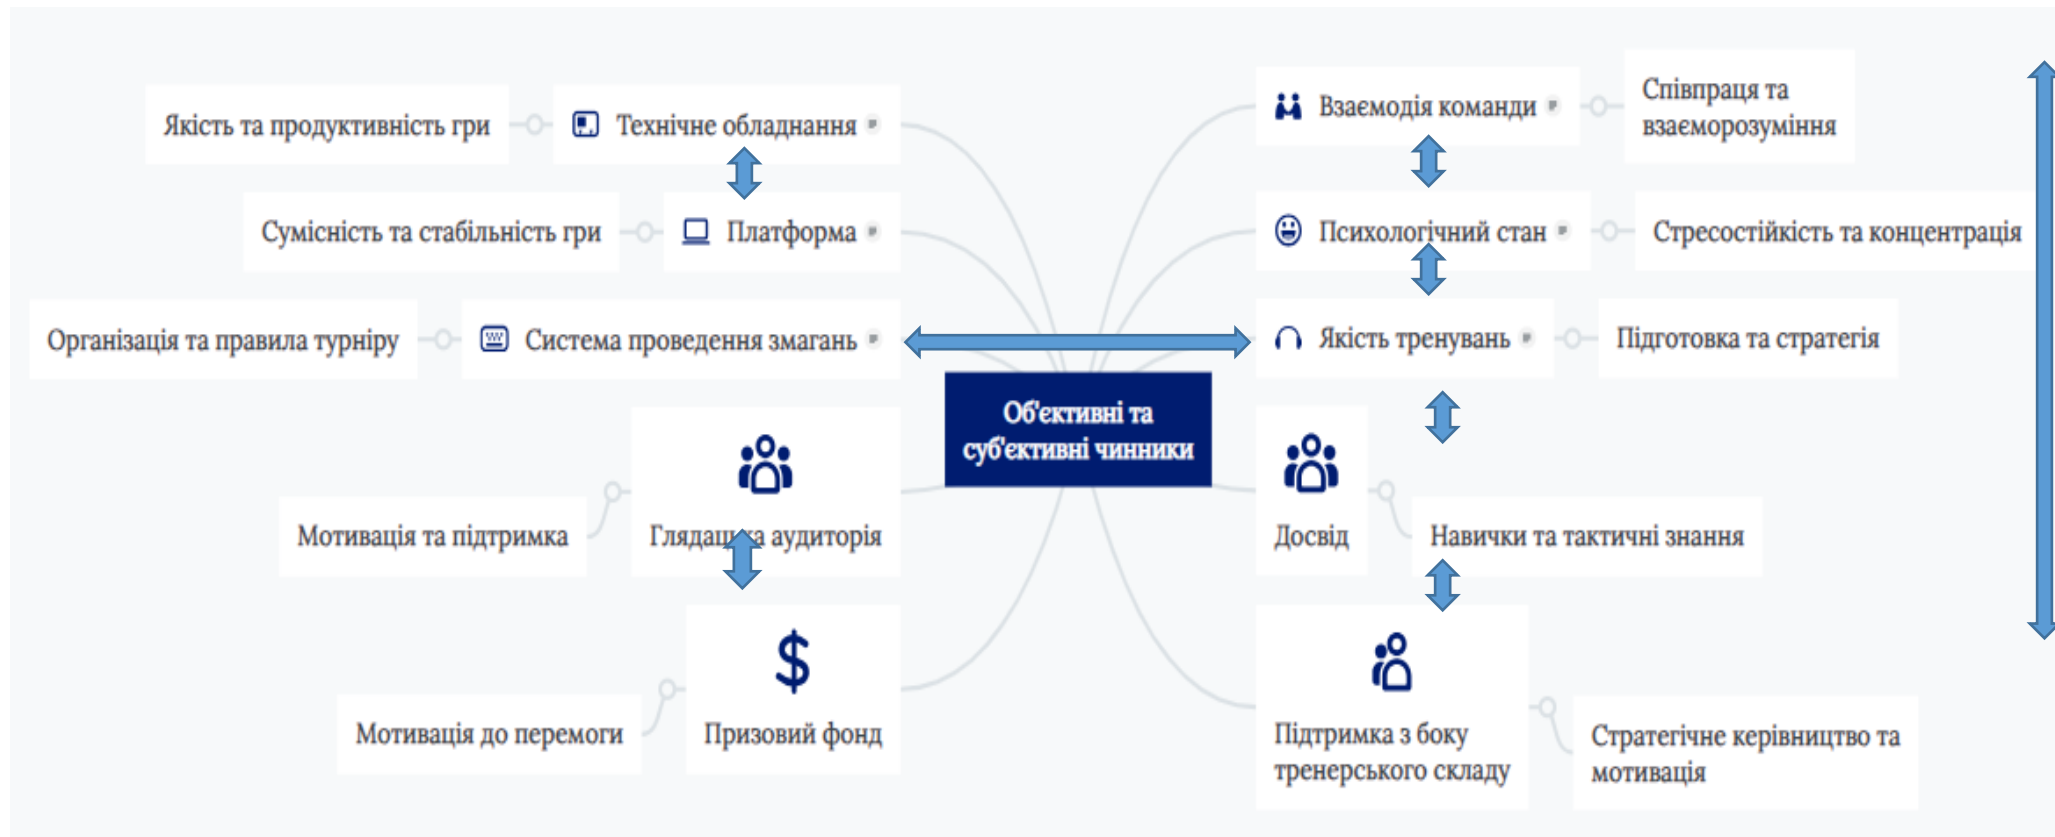 Якість та продуктивність гри
Технічне обладнання
Сумісність та стабільність гри
Платформа
Організація та правила турніру
Система проведення змагань
Мотивація та підтримка
аудиторія
Мотивація до перемоги
Призовий фонд
Об'єктивні та
суб'єктивні чинники
Взаємодія команди
Співпраця та
взаєморозуміння
Психологічний стан
Стресостійкість та концентрація
Якість тренувань
Підготовка та стратегія
Досвід
Навички та тактичні знання
Підтримка з боку
тренерського складу
Стратегічне керівництво та
мотивація